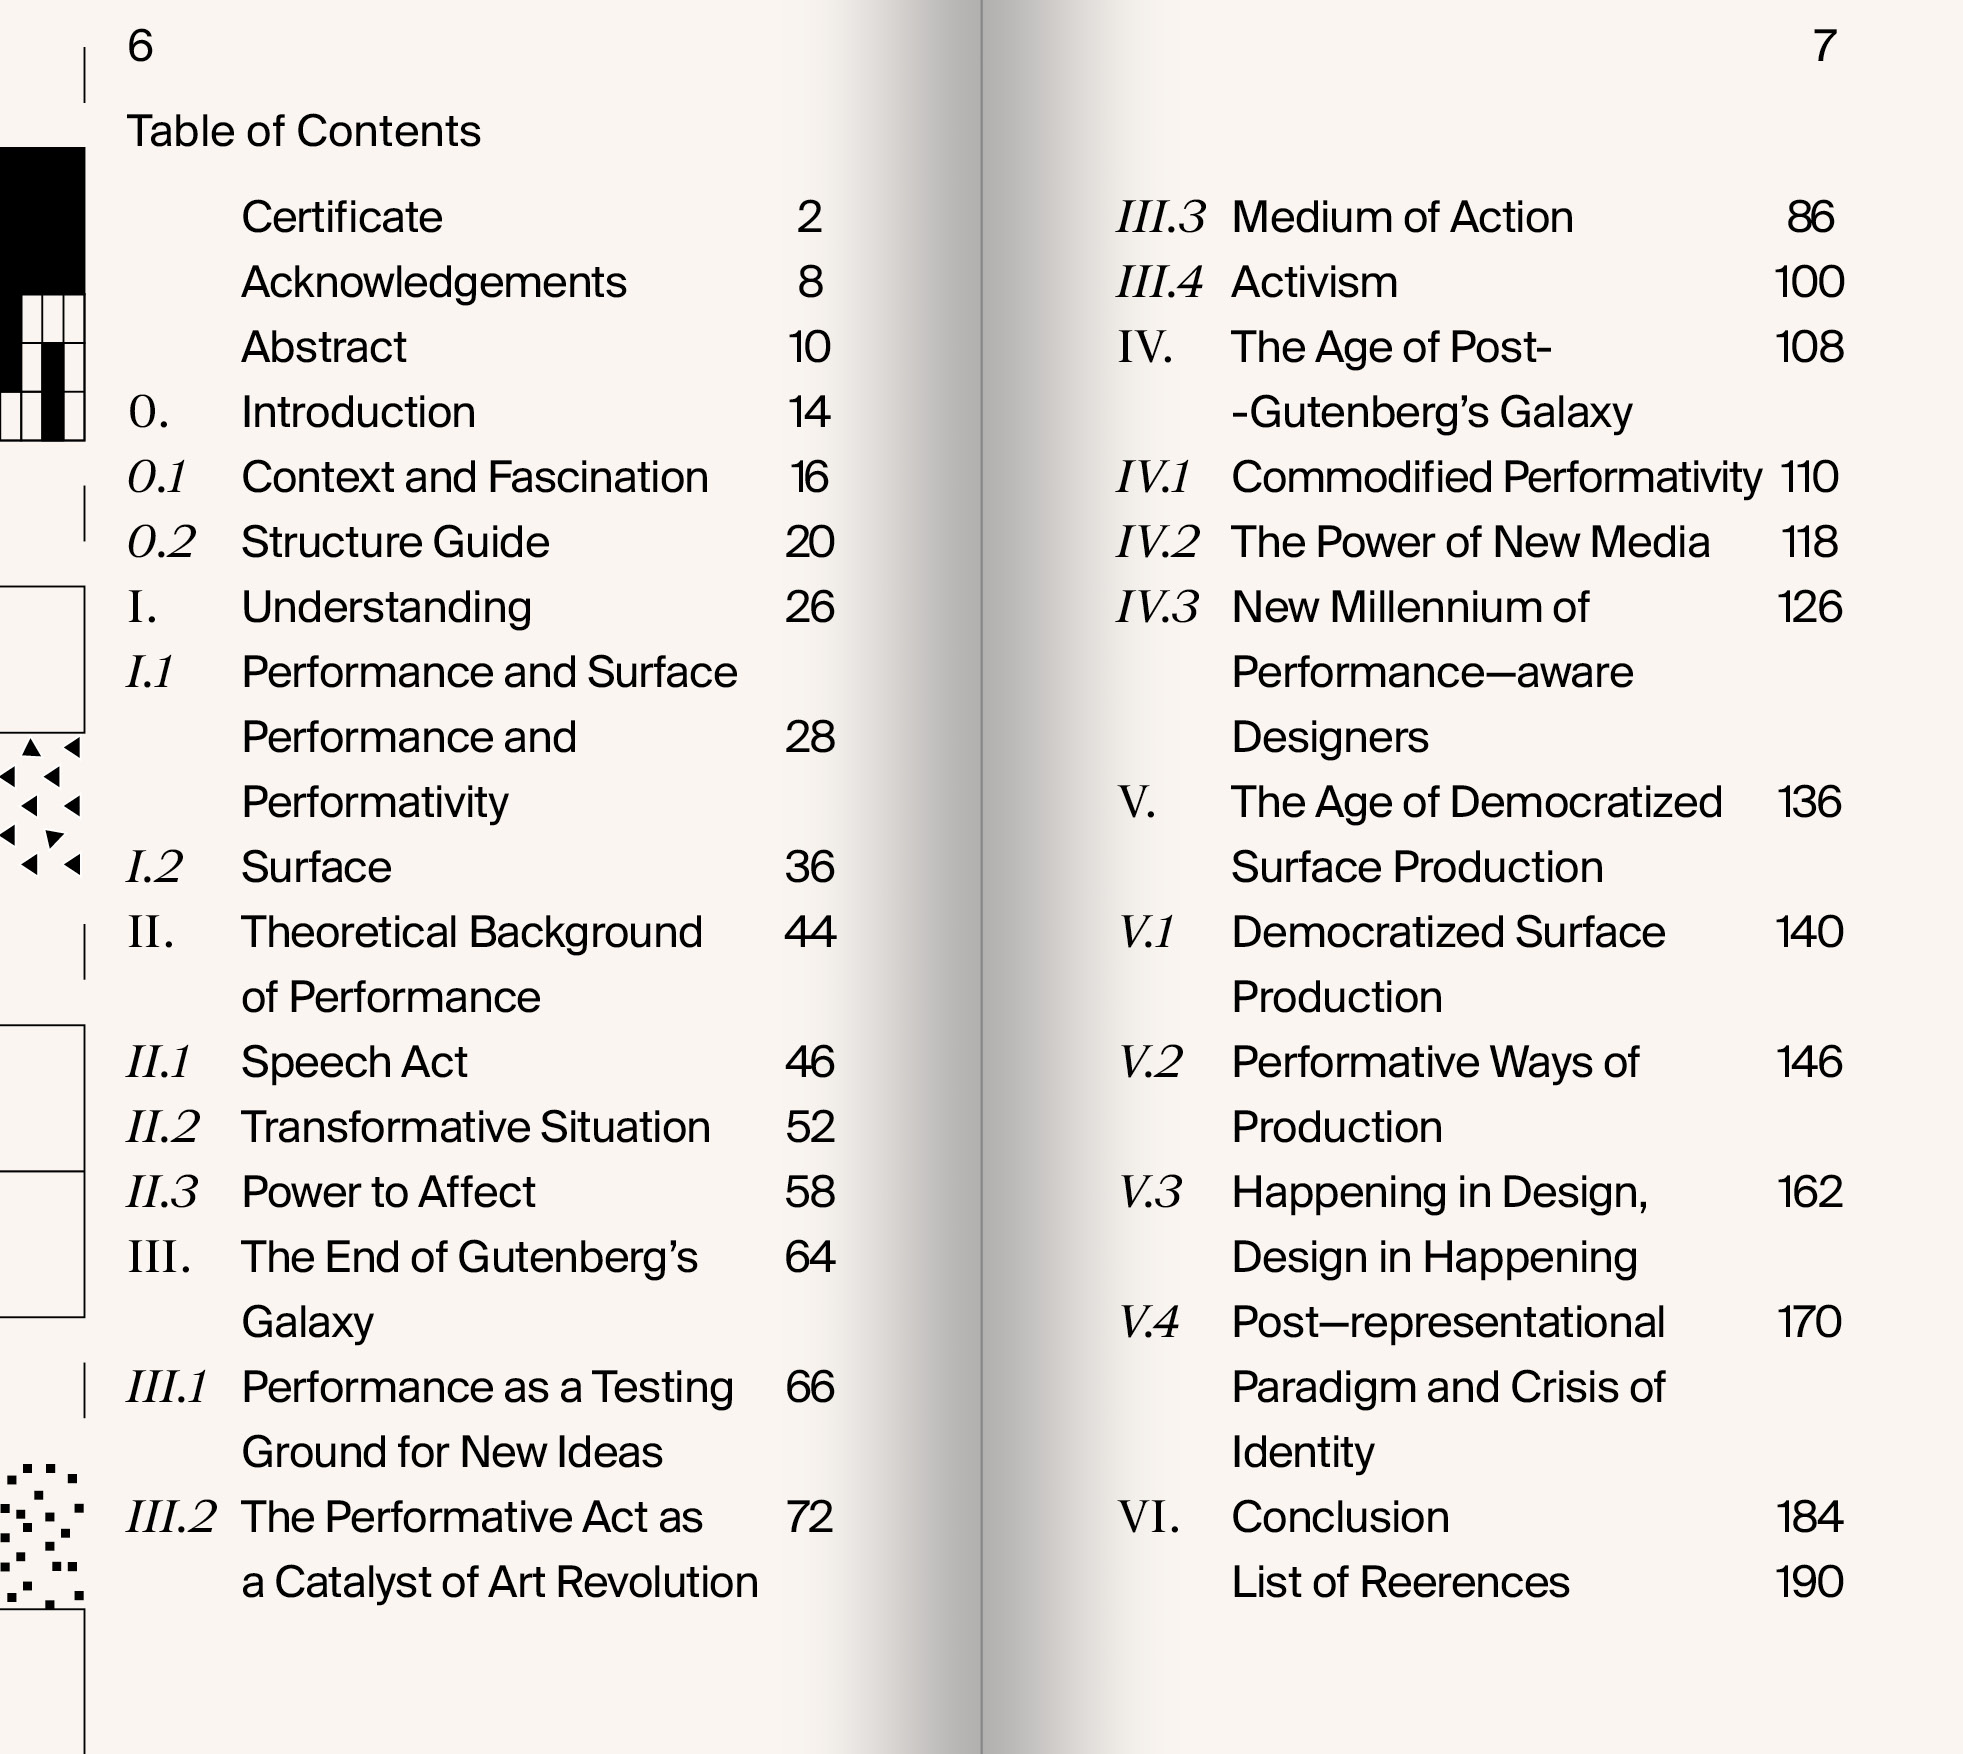 6
Table of Contents
Certificate 2
Acknowledgements 8
Abstract 10
0. Introduction 14
0.1 Context and Fascination 16
0.2 Structure Guide 20
I. Understanding 26
I.1 Performance and Surface
Performance and 28
Performativity
I.2 Surface 36
II. Theoretical Background 44
of Performance
II.1 Speech Act 46
II.2 Transformative Situation 52
II.3 Power to Affect 58
III. The End of Gutenberg’s 64
Galaxy
III.1 Performance as a Testing 66
Ground for New Ideas
III.2 The Performative Act as 72
a Catalyst of Art Revolution
7
III.3 Medium of Action 86
III.4 Activism 100
IV. The Age of Post- 108
-Gutenberg’s Galaxy
IV.1 Commodified Performativity 110
IV.2 The Power of New Media 118
IV.3 New Millennium of 126
Performance—aware
Designers
V. The Age of Democratized 136
Surface Production
V.1 Democratized Surface 140
Production
V.2 Performative Ways of 146
Production
V.3 Happening in Design, 162
Design in Happening
V.4 Post—representational 170
Paradigm and Crisis of
Identity
VI. Conclusion 184
List of Reerences 190